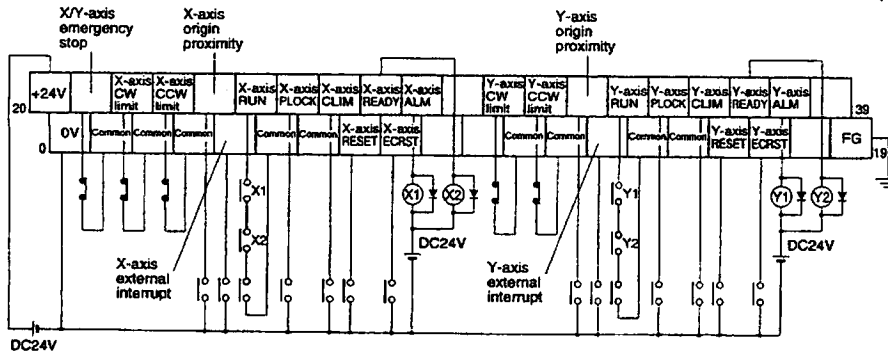 X/Y-axis
emergency
stop
X-axis
origin
proximity
Y-axis
origin
proximity
20
+24V
X-axis
CW
limit
X-axis
CCW
limit
X-axis
RUN
X-axis
PLOCK
X-axis
CLIM
X-axis
READY
X-axis
ALM
Y-axis
CW
limit
Y-axis
CCW
limit
Y-axis
RUN
Y-axis
PLOCK
Y-axis
CLIM
Y-axis
READY
Y-axis
ALM
39
0
0V
Common
Common
Common
Common
Common
X-axis
RESET
X-axis
ECRST
Common
Common
Common
Common
Y-axis
RESET
Y-axis
ECRST
FG
19
X1
X2
X1
X2
Y1
Y2
Y1
Y2
DC24V
DC24V
X-axis
external
interrupt
Y-axis
external
interrupt
DC24V